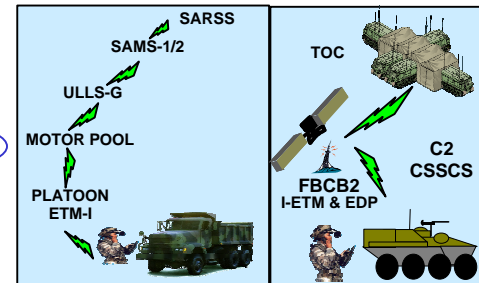 SARSS
SAMS-1/2
ULLS-G
MOTOR POOL
PLATOON
ETM-I
TOC
C2
CSSCS
FBCB2
I-ETM & EDP